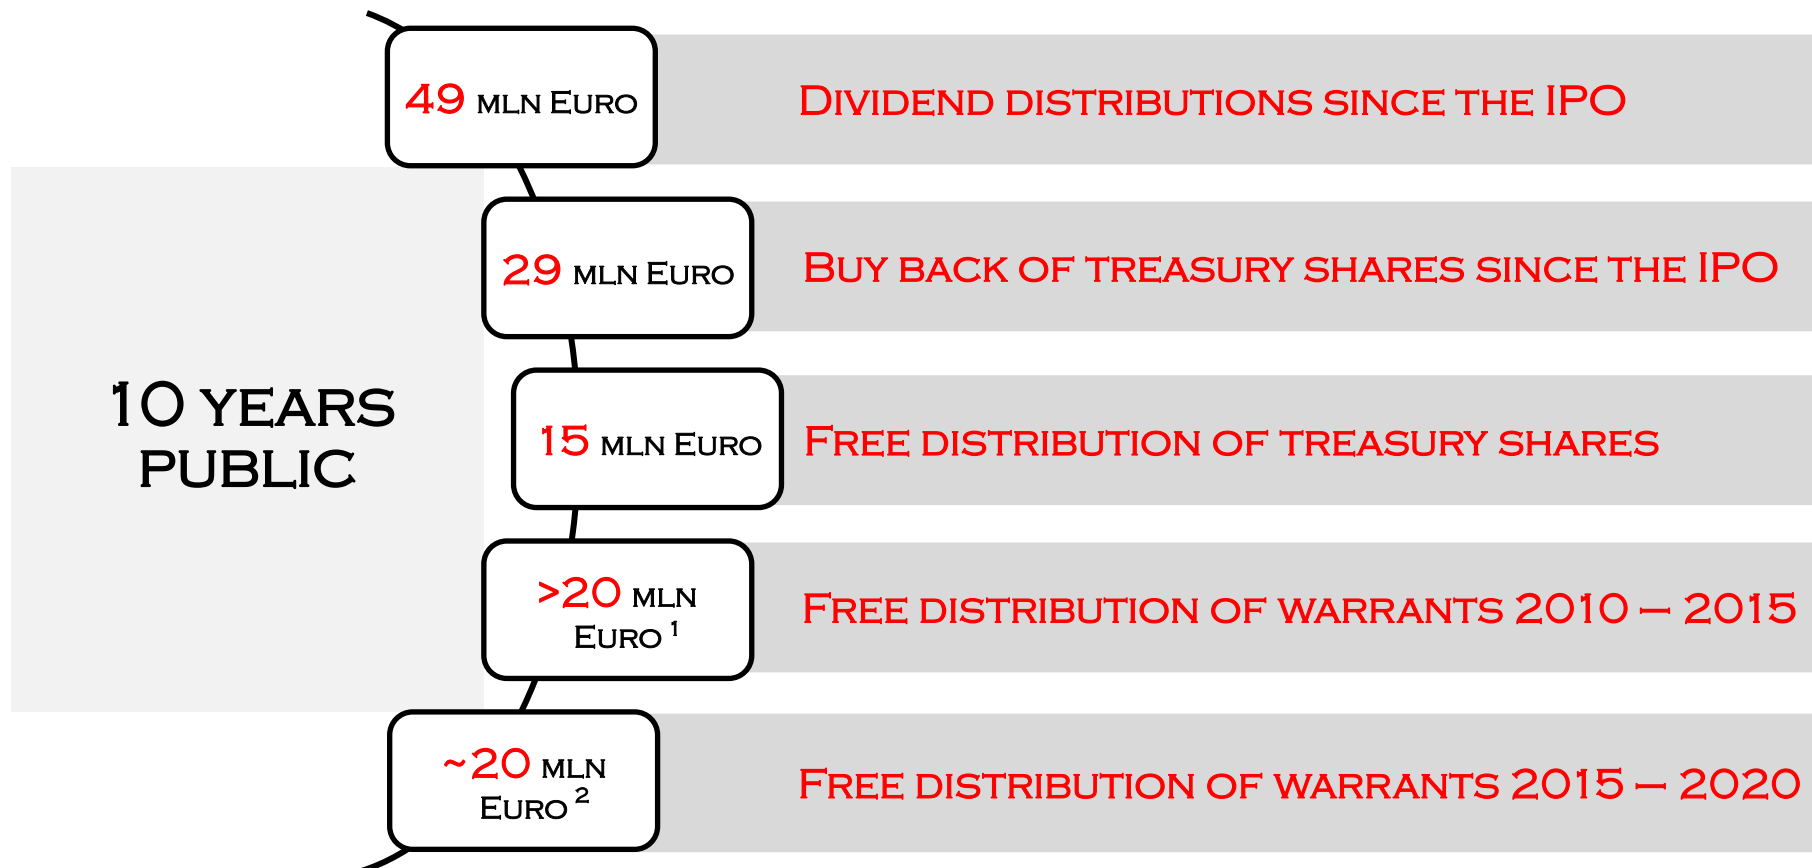 49 MLN EURO
DIVIDEND DISTRIBUTIONS SINCE THE IPO
29 MLN EURO
BUY BACK OF TREASURY SHARES SINCE THE IPO
10 YEARS
PUBLIC
15 MLN EURO
FREE DISTRIBUTION OF TREASURY SHARES
>20 MLN
EURO 1
FREE DISTRIBUTION OF WARRANTS 2010 – 2015
~20 MLN
EURO 2
FREE DISTRIBUTION OF WARRANTS 2015 – 2020